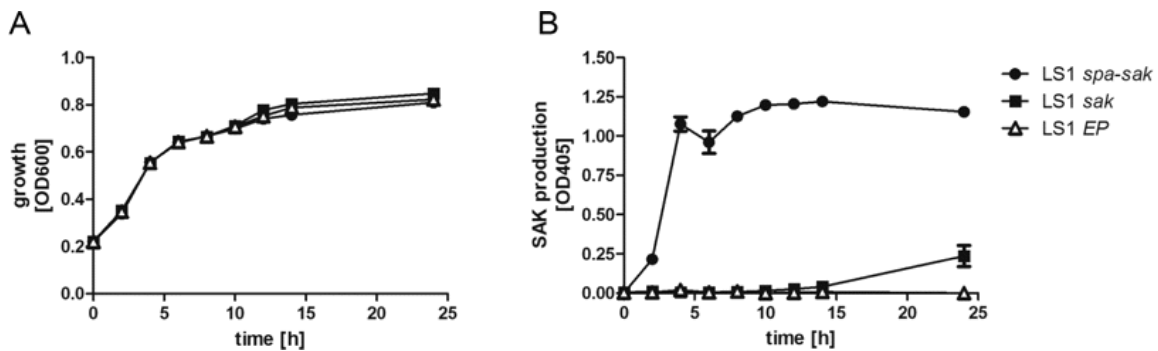 A
growth
[OD600]
1.0
0.8
0.6
0.4
0.2
0.0
0
5
10
15
20
25
time [h]
B
SAK production
[OD405]
1.50
1.25
1.00
0.75
0.50
0.25
0.00
0
5
10
15
20
25
time [h]
LS1 spa-sak
LS1 sak
LS1 EP